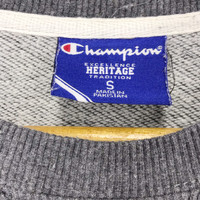 Champion
EXCELLENCE
HERITAGE
TRADITION
S
MADE IN
PAKISTAN